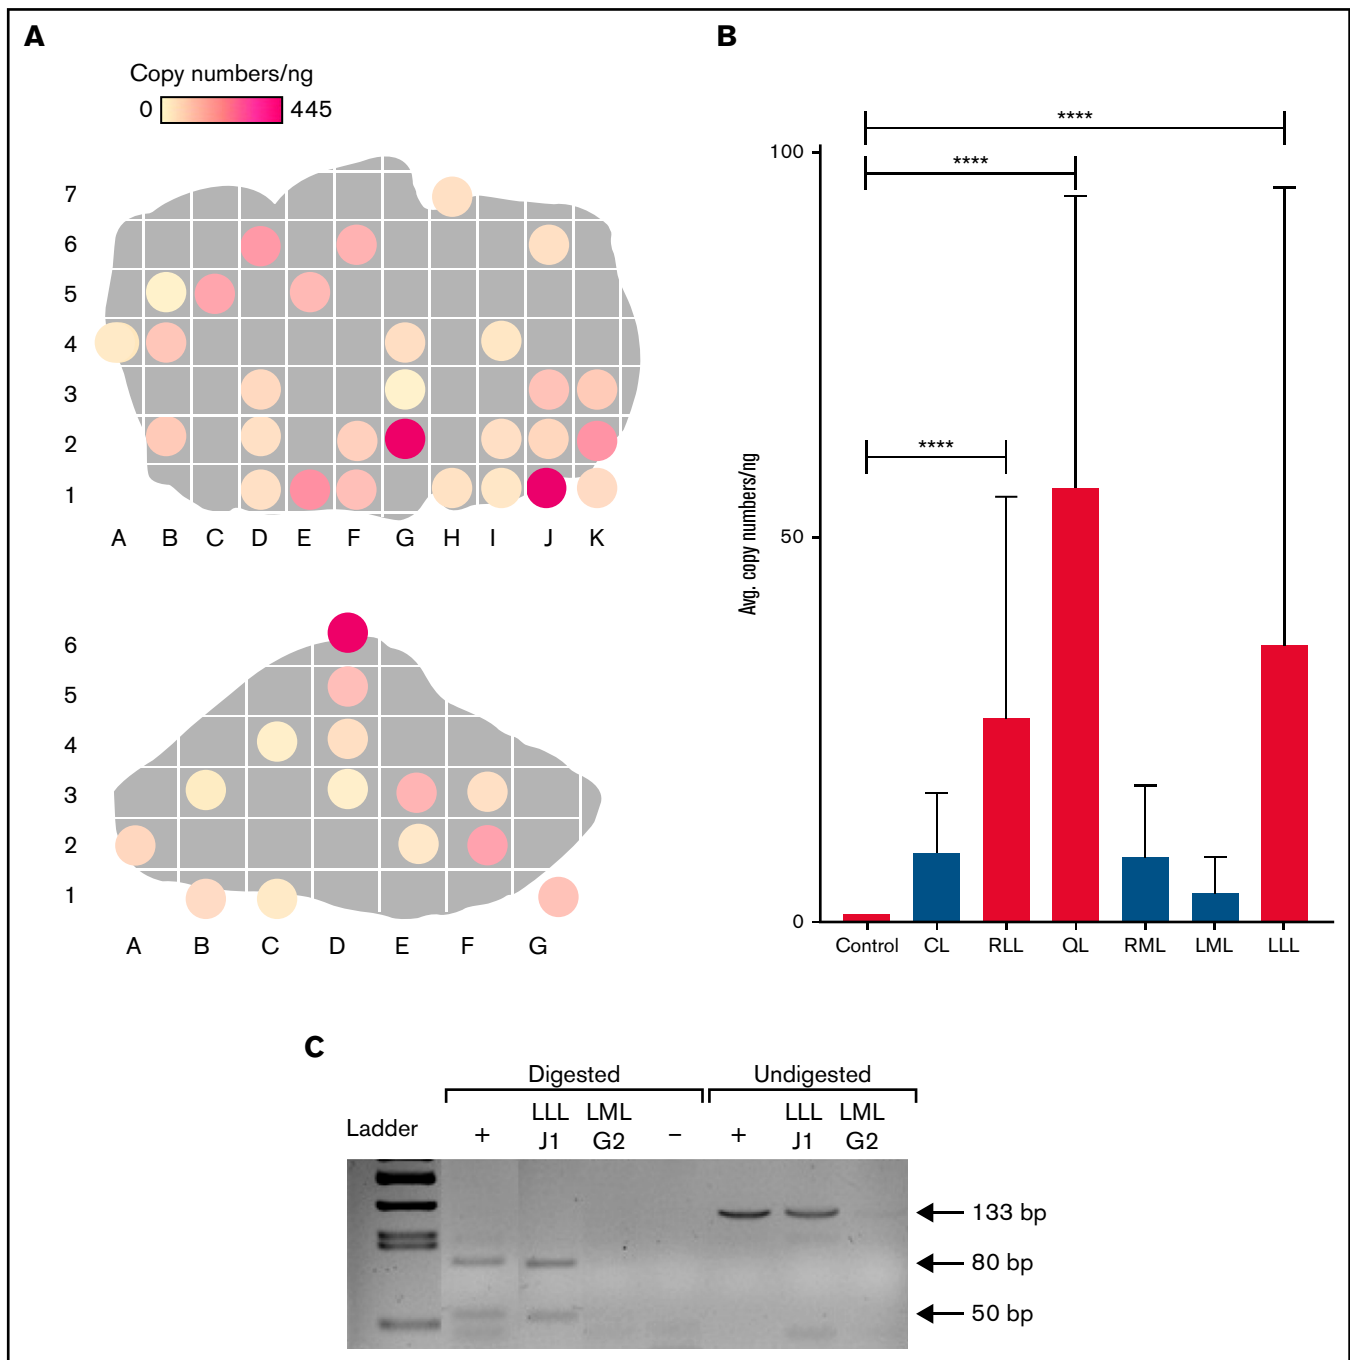 A
Copy numbers/ng
0 445
7
6
5
4
3
2
1
A B C D E F G H I J K
6
5
4
3
2
1
A B C D E F G
B
****
****
****
100
50
0
Avg. copy numbers/ng
Control CL RLL QL RML LML LLL
C
Digested Undigested
Ladder + LLL J1 LML G2 − + LLL J1 LML G2
133 bp
80 bp
50 bp